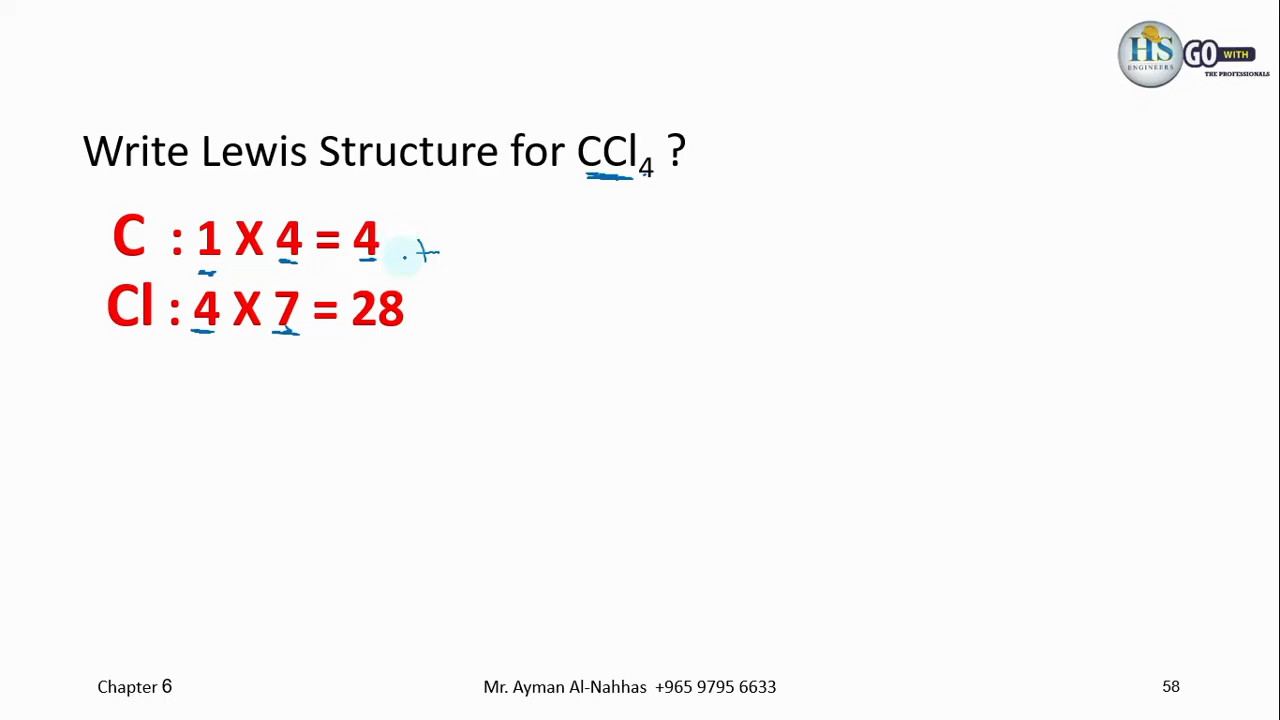 HS GO WITH
ENGINEERS THE PROFESSIONALS
Write Lewis Structure for CCl₄ ?
C : 1 X 4 = 4 +
Cl : 4 X 7 = 28
Chapter 6 Mr. Ayman Al-Nahhas +965 9795 6633 58